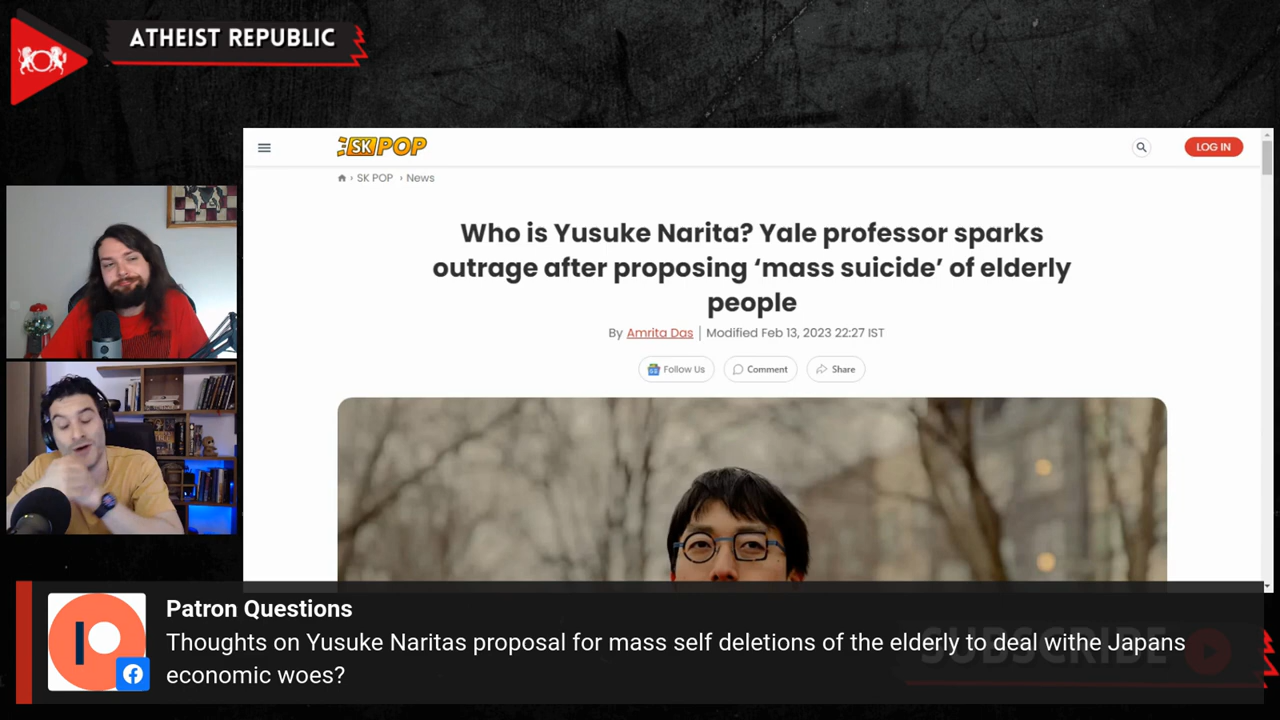 ATHEIST REPUBLIC
SK POP
LOG IN
SK POP › News
Who is Yusuke Narita? Yale professor sparks
outrage after proposing ‘mass suicide’ of elderly
people
By Amrita Das | Modified Feb 13, 2023 22:27 IST
Follow Us
Comment
Share
Patron Questions
Thoughts on Yusuke Naritas proposal for mass self deletions of the elderly to deal withe Japans
economic woes?
SUBSCRIBE